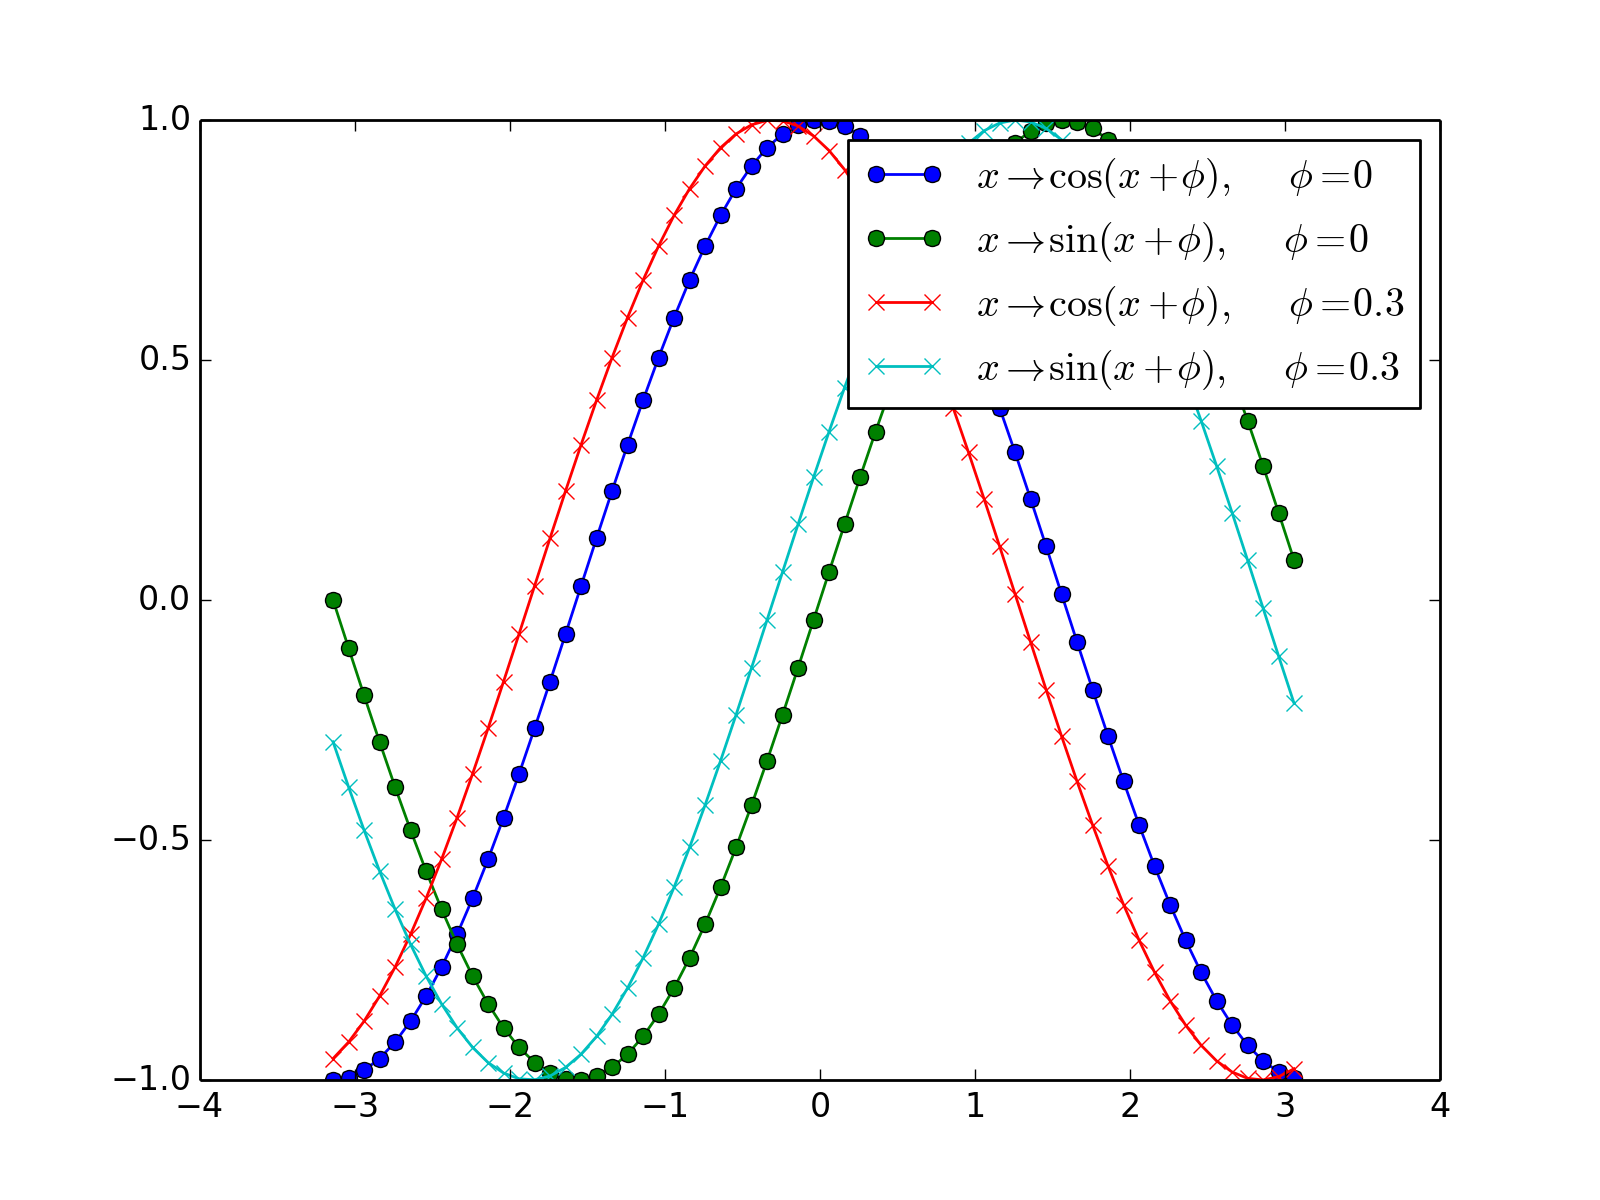 1.0
0.5
0.0
−0.5
−1.0
−4 −3 −2 −1 0 1 2 3 4
x→cos(x+ϕ), ϕ=0
x→sin(x+ϕ), ϕ=0
x→cos(x+ϕ), ϕ=0.3
x→sin(x+ϕ), ϕ=0.3